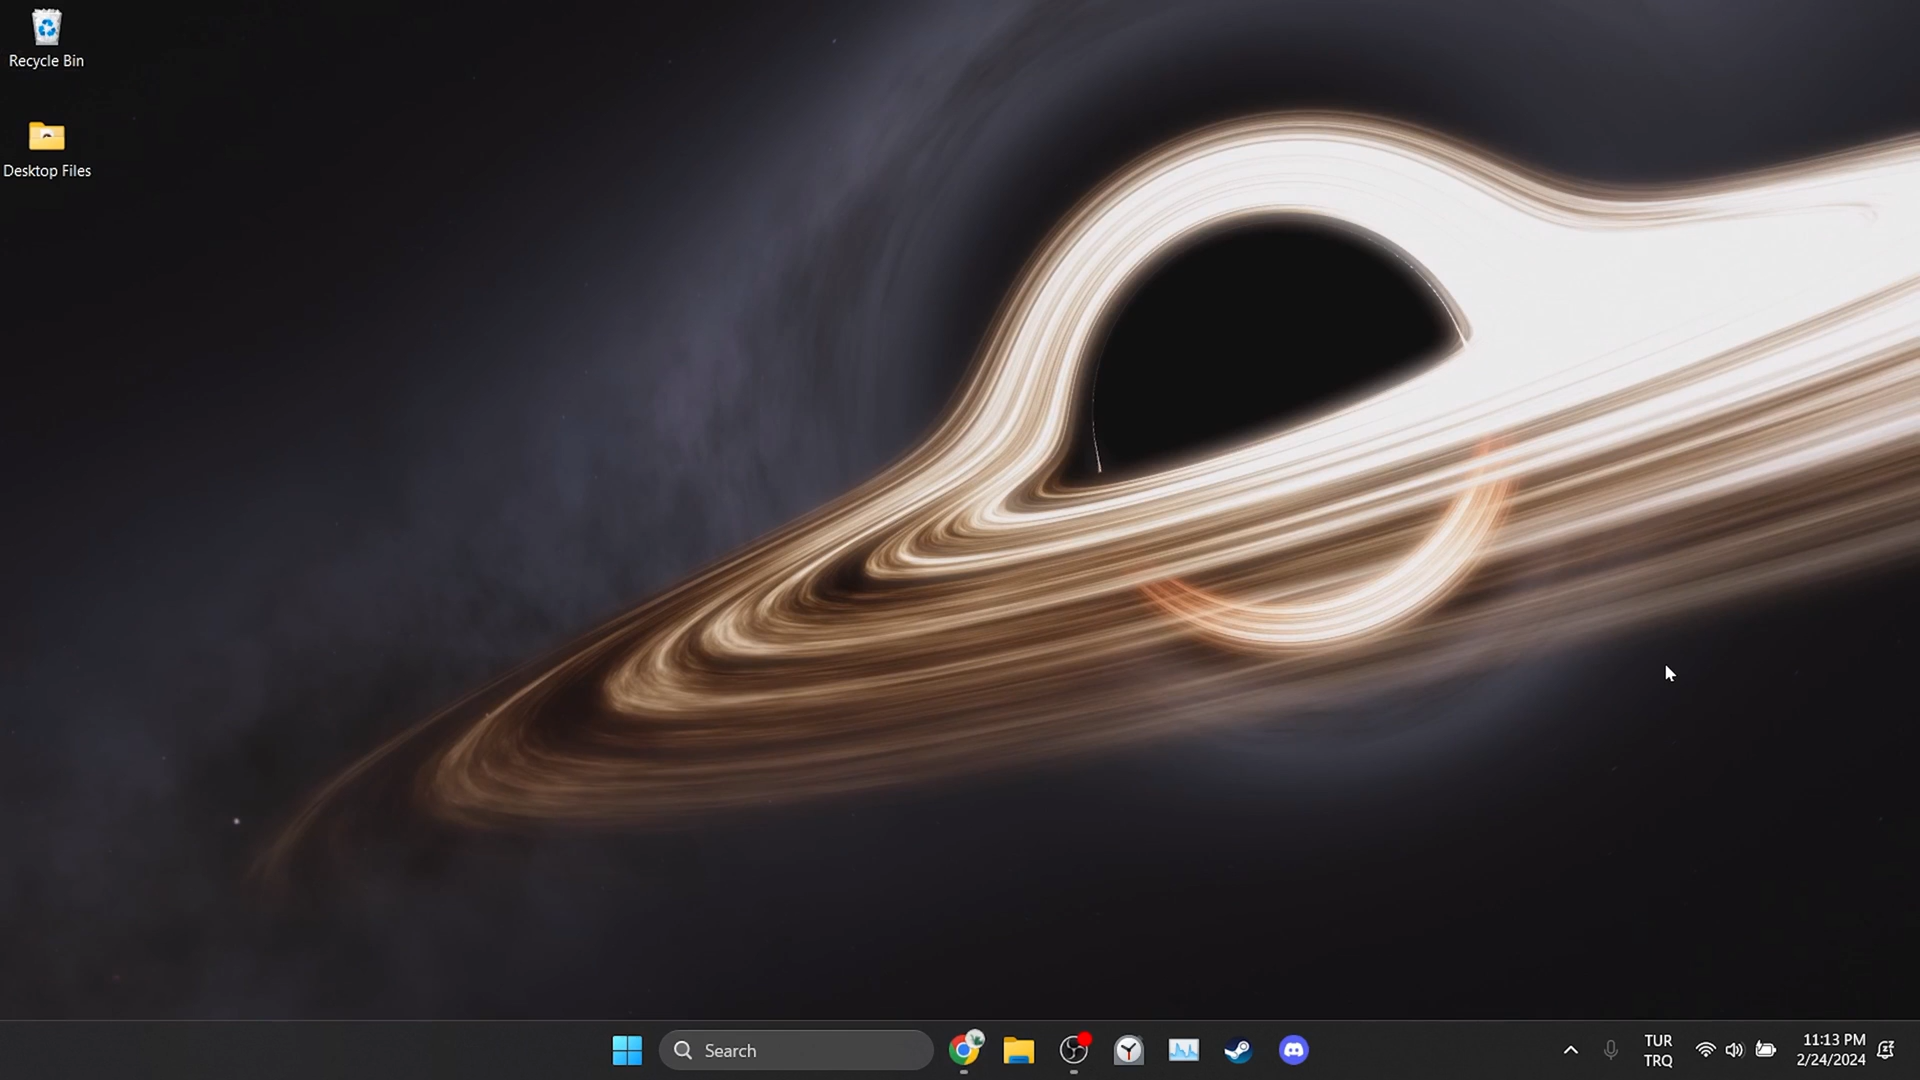 Recycle Bin
Desktop Files
Search
TUR
TRQ
11:13 PM
2/24/2024